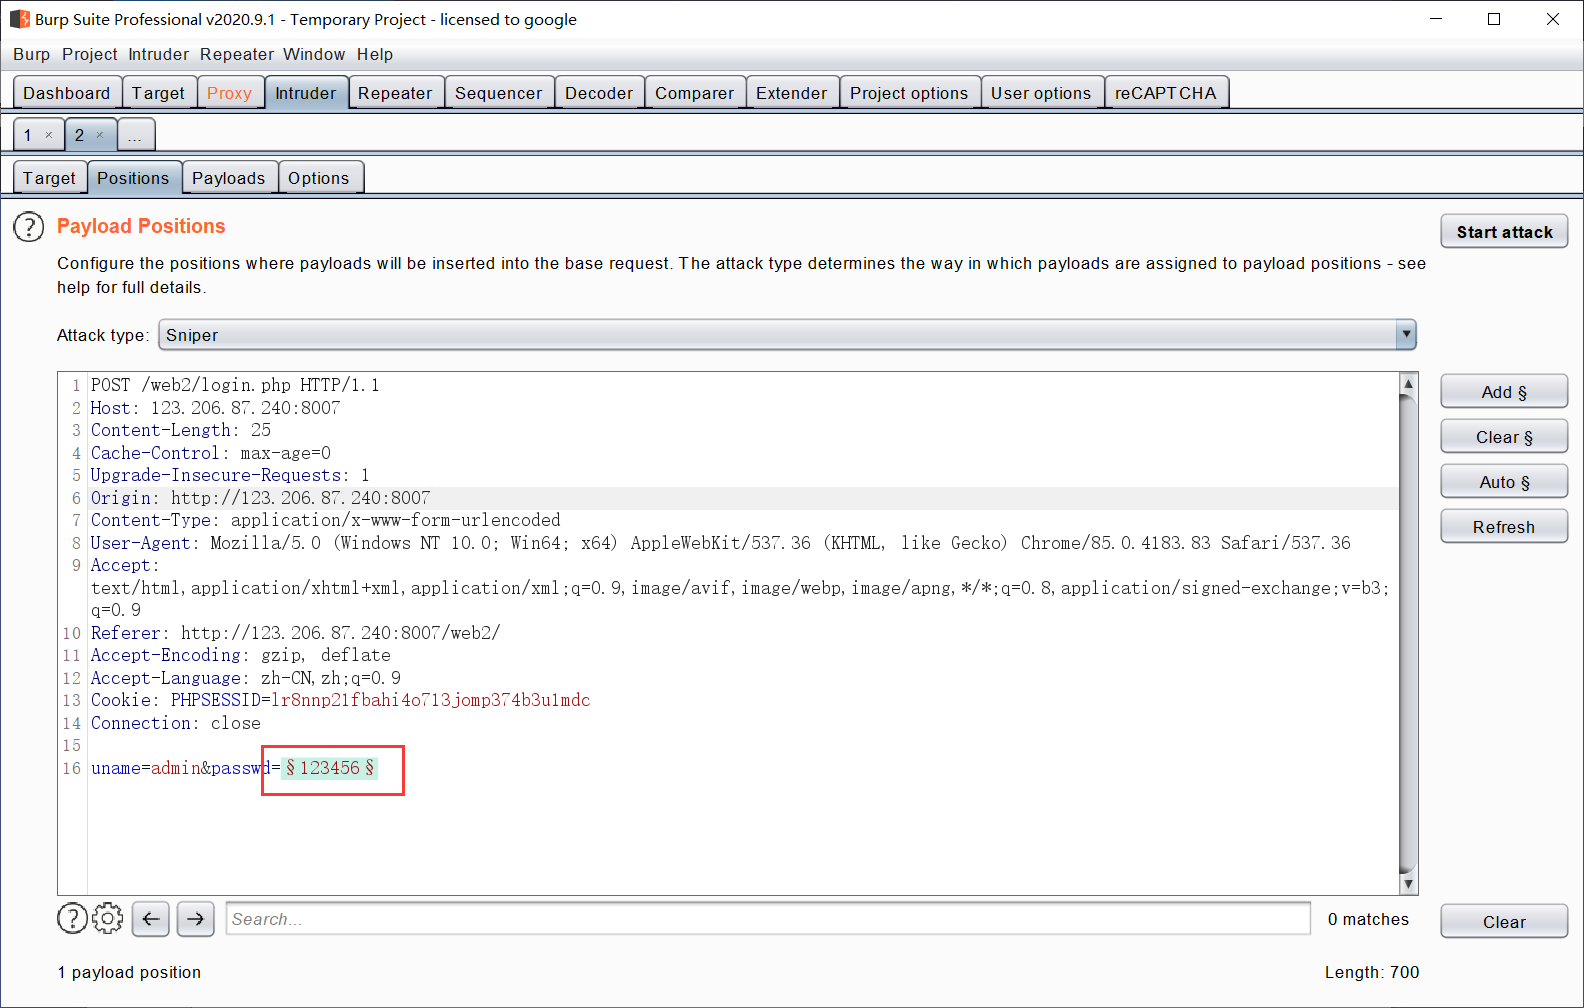 Burp Suite Professional v2020.9.1 - Temporary Project - licensed to google
Burp Project Intruder Repeater Window Help
Dashboard Target Proxy Intruder Repeater Sequencer Decoder Comparer Extender Project options User options reCAPTCHA
1 × 2 × ...
Target Positions Payloads Options
? Payload Positions
Start attack
Configure the positions where payloads will be inserted into the base request. The attack type determines the way in which payloads are assigned to payload positions - see
help for full details.
Attack type: Sniper
1 POST /web2/login.php HTTP/1.1
2 Host: 123.206.87.240:8007
3 Content-Length: 25
4 Cache-Control: max-age=0
5 Upgrade-Insecure-Requests: 1
6 Origin: http://123.206.87.240:8007
7 Content-Type: application/x-www-form-urlencoded
8 User-Agent: Mozilla/5.0 (Windows NT 10.0; Win64; x64) AppleWebKit/537.36 (KHTML, like Gecko) Chrome/85.0.4183.83 Safari/537.36
9 Accept:
text/html,application/xhtml+xml,application/xml;q=0.9,image/avif,image/webp,image/apng,*/*;q=0.8,application/signed-exchange;v=b3;
q=0.9
10 Referer: http://123.206.87.240:8007/web2/
11 Accept-Encoding: gzip, deflate
12 Accept-Language: zh-CN,zh;q=0.9
13 Cookie: PHPSESSID=lr8nnp21fbahi4o713jomp374b3u1mdc
14 Connection: close
15
16 uname=admin&passwd=§123456§
Add §
Clear §
Auto §
Refresh
? Search...
0 matches
Clear
1 payload position
Length: 700